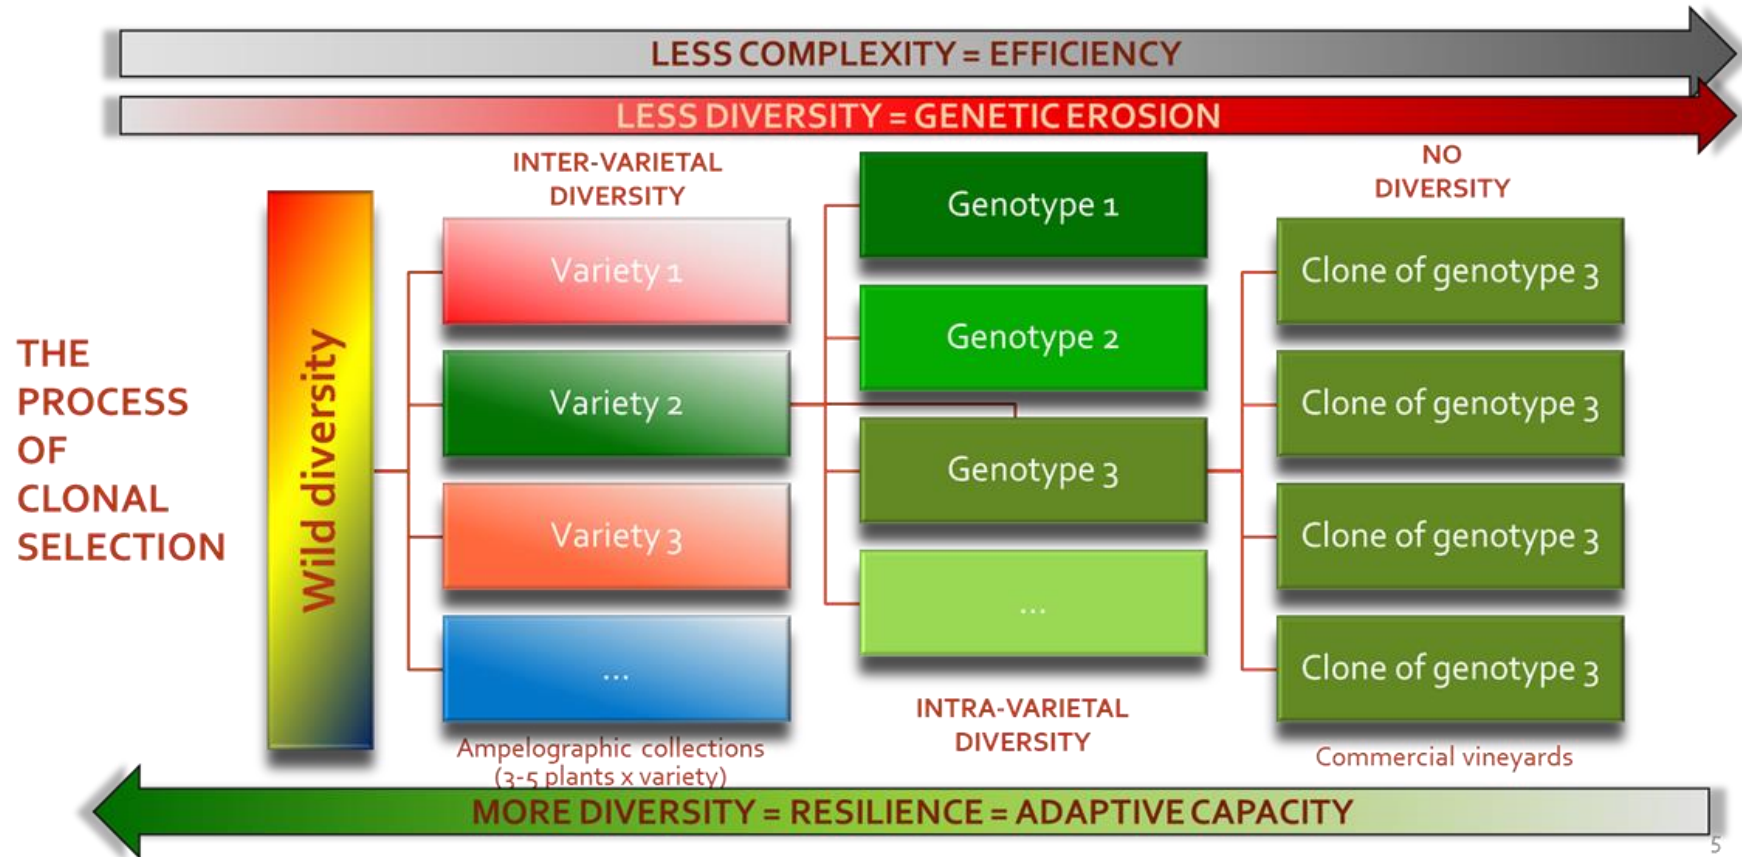 LESS COMPLEXITY = EFFICIENCY
LESS DIVERSITY = GENETIC EROSION
THE
PROCESS
OF
CLONAL
SELECTION
Wild diversity
INTER-VARIETAL
DIVERSITY
Variety 1
Variety 2
Variety 3
...
Ampelographic collections
(3-5 plants x variety)
Genotype 1
Genotype 2
Genotype 3
...
INTRA-VARIETAL
DIVERSITY
NO
DIVERSITY
Clone of genotype 3
Clone of genotype 3
Clone of genotype 3
Clone of genotype 3
Commercial vineyards
MORE DIVERSITY = RESILIENCE = ADAPTIVE CAPACITY
5